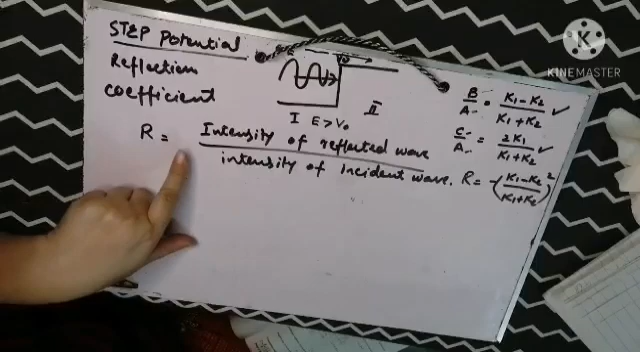 STEP Potential
Reflection
coefficient
E
V₀
I E > V₀ II
B/A = K₁ - K₂ / K₁ + K₂ ✓
C/A = 2K₁ / K₁ + K₂ ✓
R = Intensity of reflected wave / intensity of incident wave.
R = (K₁ - K₂ / K₁ + K₂)²
KINEMASTER